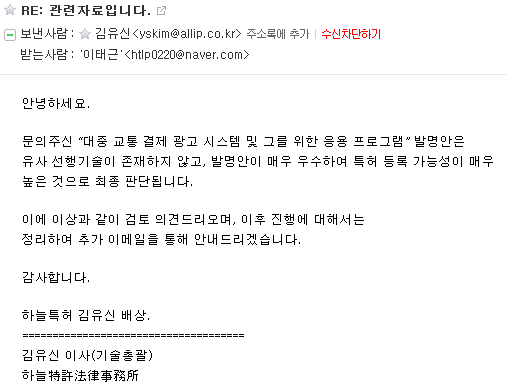 RE: 관련자료입니다.
보낸사람 : 김유신<yskim@allip.co.kr> 주소록에 추가 | 수신차단하기
받는사람 : '이태근'<htlp0220@naver.com>
안녕하세요.
문의주신 “대중 교통 결제 광고 시스템 및 그를 위한 응용 프로그램” 발명안은
유사 선행기술이 존재하지 않고, 발명안이 매우 우수하여 특허 등록 가능성이 매우
높은 것으로 최종 판단됩니다.
이에 이상과 같이 검토 의견드리오며, 이후 진행에 대해서는
정리하여 추가 이메일을 통해 안내드리겠습니다.
감사합니다.
하늘특허 김유신 배상.
=====================================
김유신 이사(기술총괄)
하늘特許法律事務所